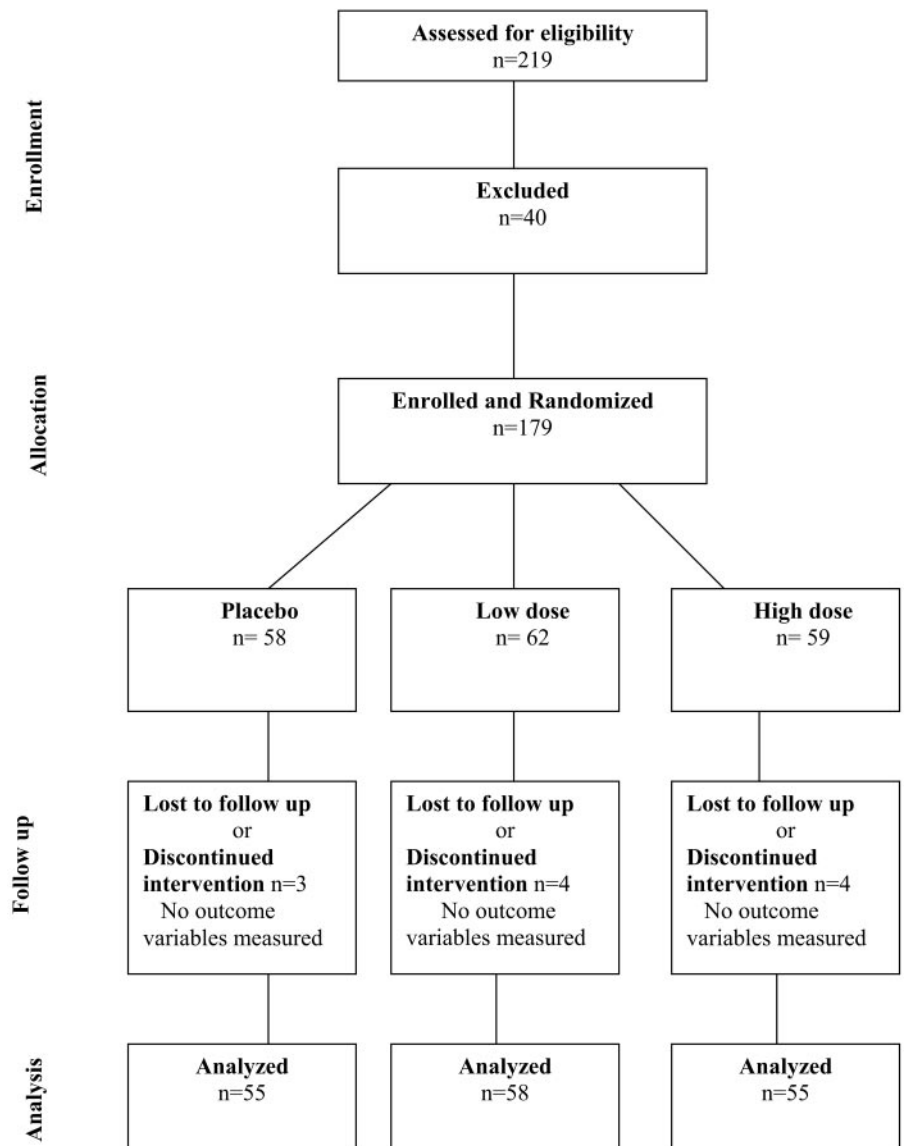 Assessed for eligibility
n=219
Enrollment
Excluded
n=40
Allocation
Enrolled and Randomized
n=179
Placebo
n= 58
Low dose
n= 62
High dose
n= 59
Follow up
Lost to follow up
or
Discontinued
intervention n=3
No outcome
variables measured
Lost to follow up
or
Discontinued
intervention n=4
No outcome
variables measured
Lost to follow up
or
Discontinued
intervention n=4
No outcome
variables measured
Analysis
Analyzed
n=55
Analyzed
n=58
Analyzed
n=55